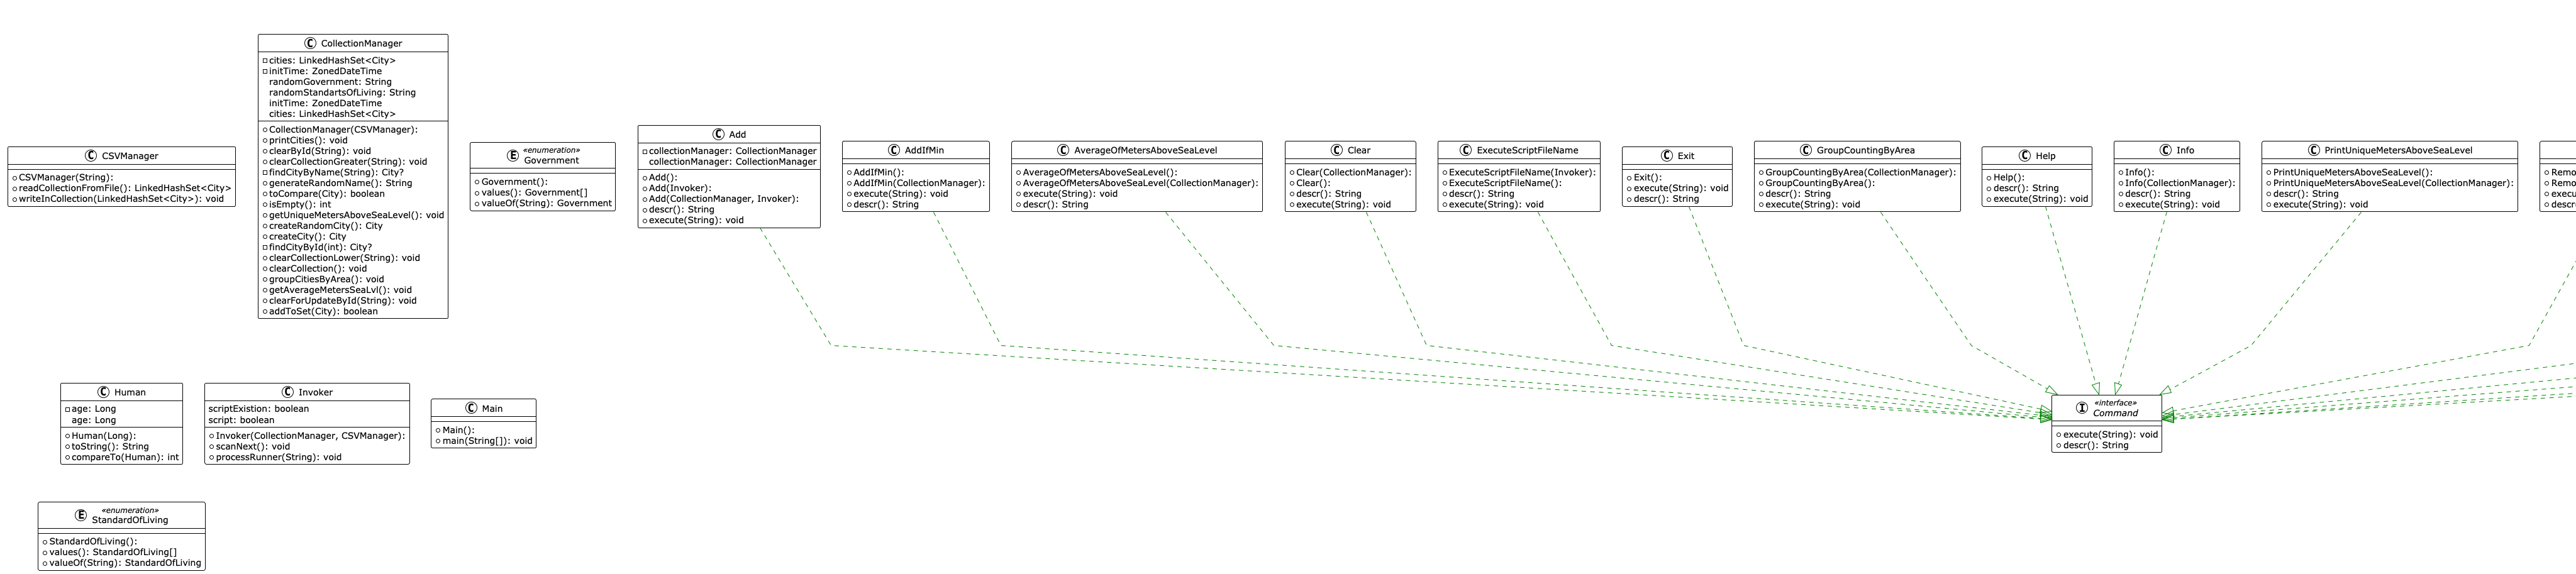 CSVManager
CSVManager(String):
readCollectionFromFile(): LinkedHashSet<City>
writeInCollection(LinkedHashSet<City>): void
CollectionManager
cities: LinkedHashSet<City>
initTime: ZonedDateTime
randomGovernment: String
randomStandartsOfLiving: String
initTime: ZonedDateTime
cities: LinkedHashSet<City>
CollectionManager(CSVManager):
printCities(): void
clearById(String): void
clearCollectionGreater(String): void
findCityByName(String): City?
generateRandomName(): String
toCompare(City): boolean
isEmpty(): int
getUniqueMetersAboveSeaLevel(): void
createRandomCity(): City
createCity(): City
findCityById(int): City?
clearCollectionLower(String): void
clearCollection(): void
groupCitiesByArea(): void
getAverageMetersSeaLvl(): void
clearForUpdateById(String): void
addToSet(City): boolean
«enumeration»
Government
Government():
values(): Government[]
valueOf(String): Government
Add
collectionManager: CollectionManager
collectionManager: CollectionManager
Add():
Add(Invoker):
Add(CollectionManager, Invoker):
descr(): String
execute(String): void
AddIfMin
AddIfMin():
AddIfMin(CollectionManager):
execute(String): void
descr(): String
AverageOfMetersAboveSeaLevel
AverageOfMetersAboveSeaLevel():
AverageOfMetersAboveSeaLevel(CollectionManager):
execute(String): void
descr(): String
Clear
Clear(CollectionManager):
Clear():
descr(): String
execute(String): void
ExecuteScriptFileName
ExecuteScriptFileName(Invoker):
ExecuteScriptFileName():
descr(): String
execute(String): void
Exit
Exit():
execute(String): void
descr(): String
GroupCountingByArea
GroupCountingByArea(CollectionManager):
GroupCountingByArea():
descr(): String
execute(String): void
Help
Help():
descr(): String
execute(String): void
Info
Info():
Info(CollectionManager):
descr(): String
execute(String): void
PrintUniqueMetersAboveSeaLevel
PrintUniqueMetersAboveSeaLevel():
PrintUniqueMetersAboveSeaLevel(CollectionManager):
descr(): String
execute(String): void
Remo
Remo
execu
descr
Human
age: Long
age: Long
Human(Long):
toString(): String
compareTo(Human): int
Invoker
scriptExistion: boolean
script: boolean
Invoker(CollectionManager, CSVManager):
scanNext(): void
processRunner(String): void
Main
Main():
main(String[]): void
«interface»
Command
execute(String): void
descr(): String
«enumeration»
StandardOfLiving
StandardOfLiving():
values(): StandardOfLiving[]
valueOf(String): StandardOfLiving